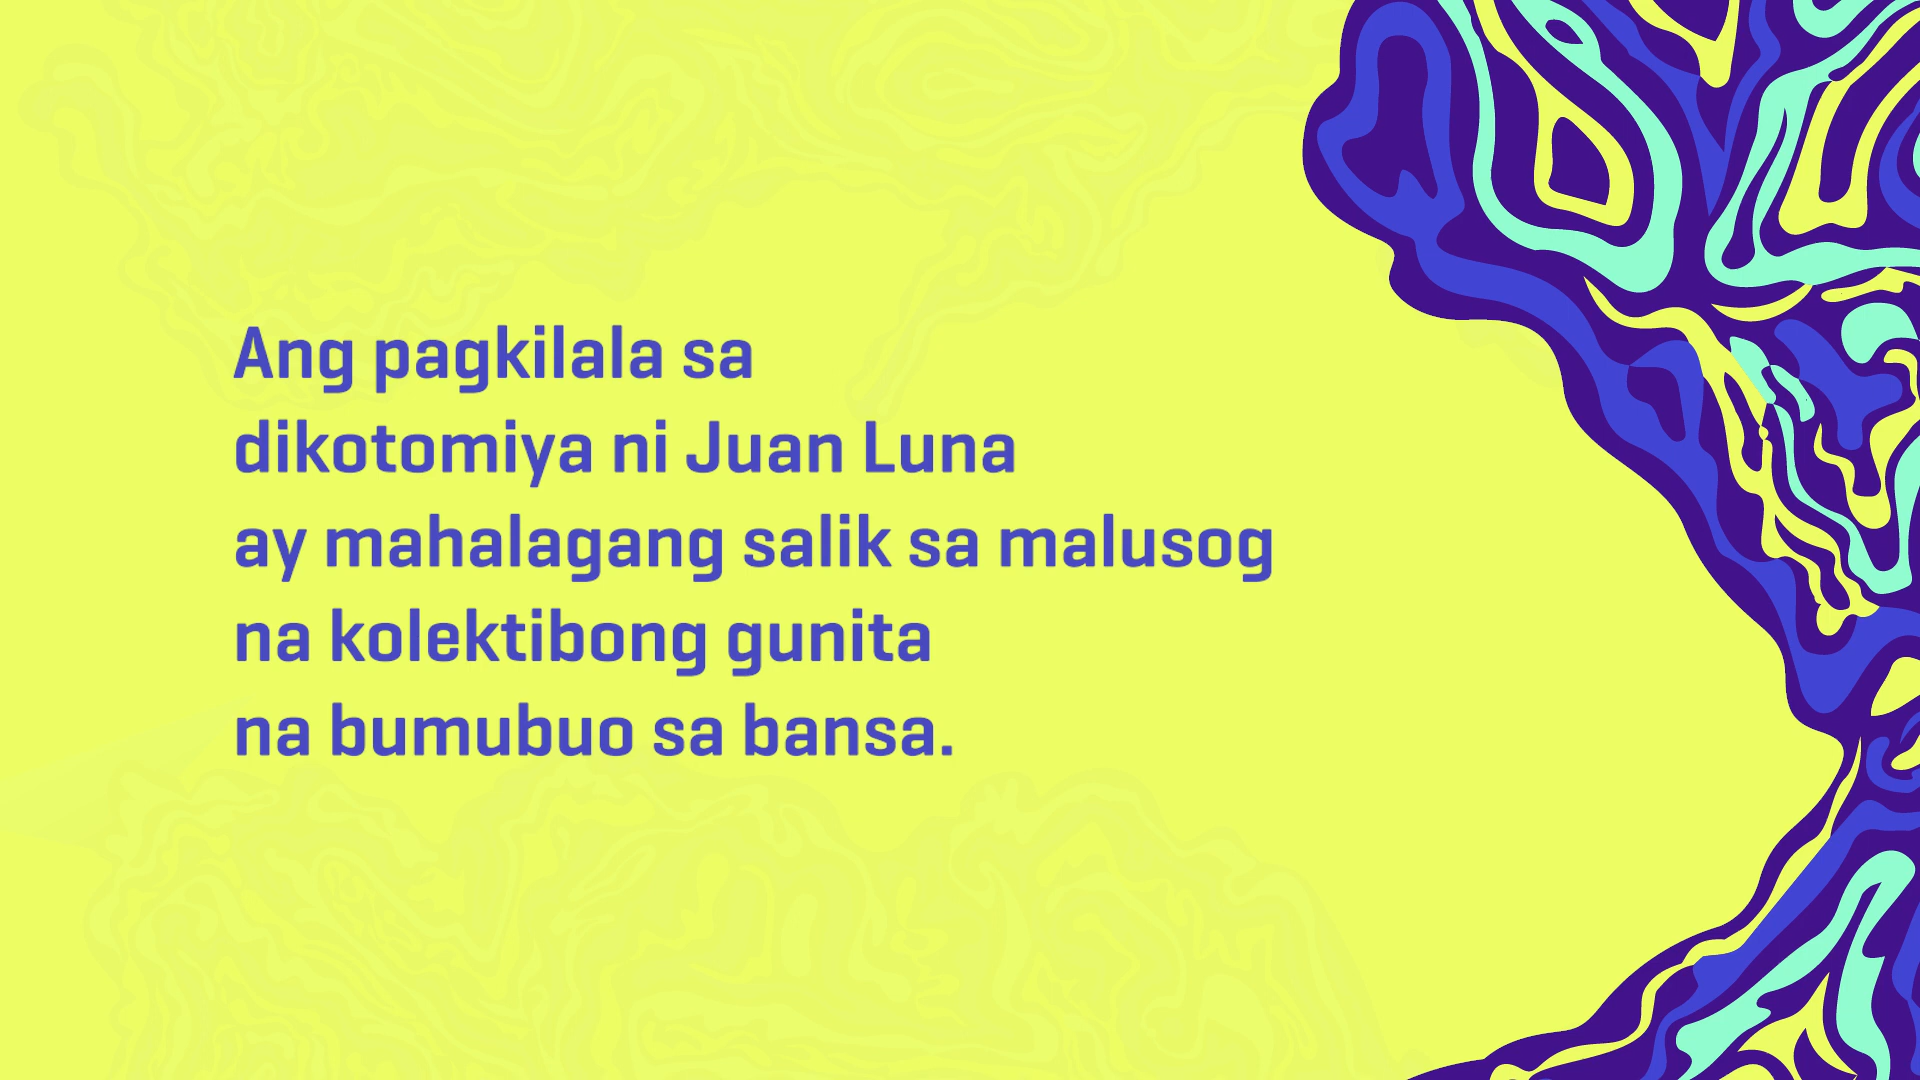 Ang pagkilala sa
dikotomiya ni Juan Luna
ay mahalagang salik sa malusog
na kolektibong gunita
na bumubuo sa bansa.